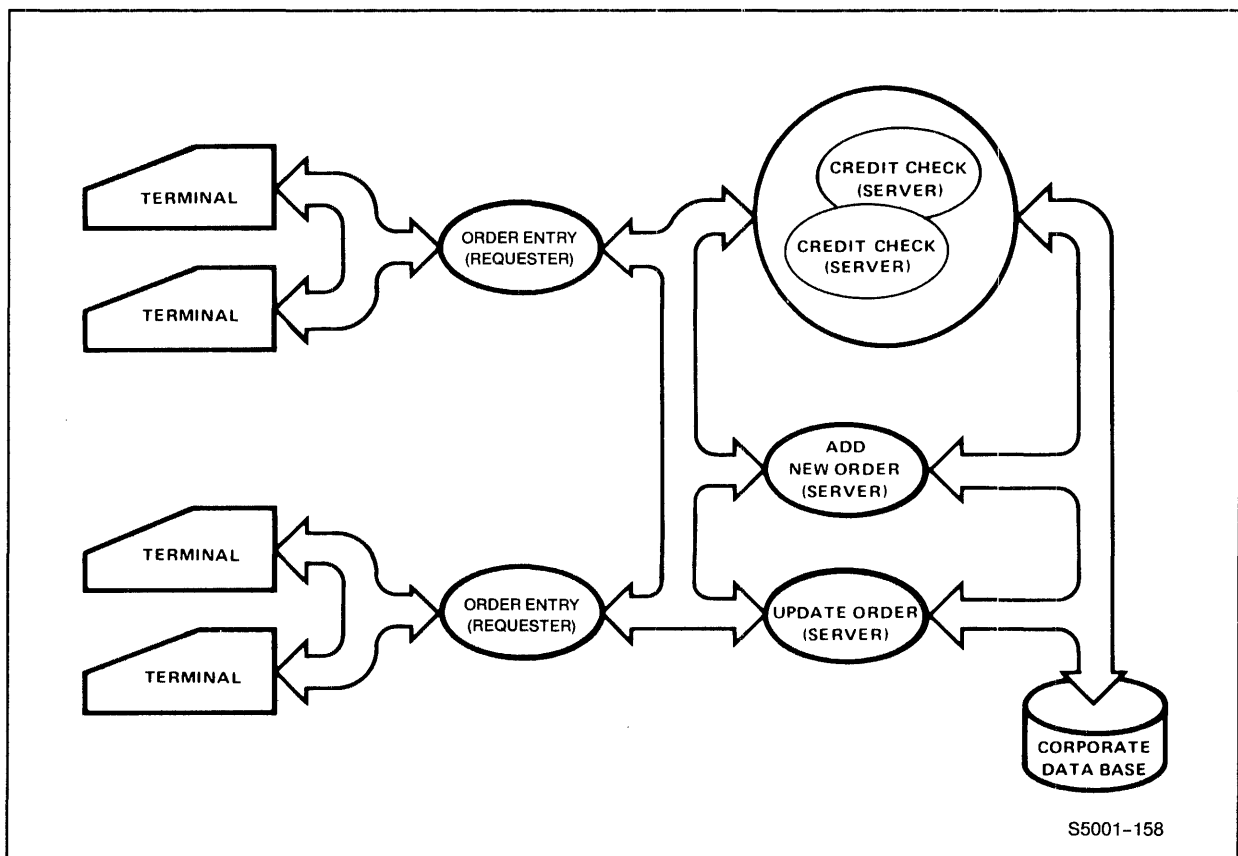 TERMINAL
TERMINAL
ORDER ENTRY
(REQUESTER)
CREDIT CHECK
(SERVER)
CREDIT CHECK
(SERVER)
ADD
NEW ORDER
(SERVER)
TERMINAL
TERMINAL
ORDER ENTRY
(REQUESTER)
UPDATE ORDER
(SERVER)
CORPORATE
DATA BASE
S5001-158